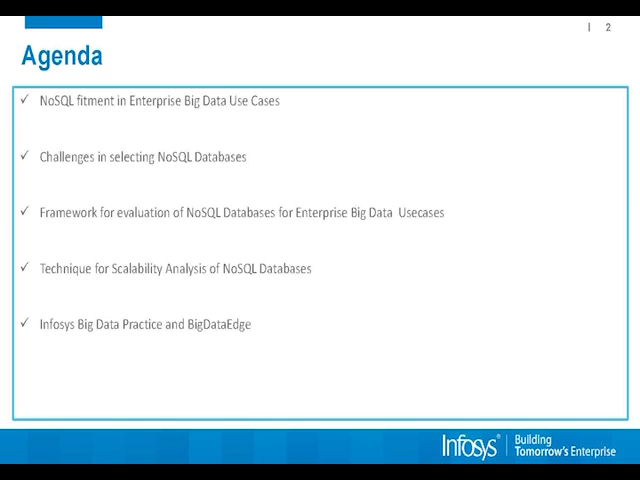 | 2
Agenda
✓ NoSQL fitment in Enterprise Big Data Use Cases
✓ Challenges in selecting NoSQL Databases
✓ Framework for evaluation of NoSQL Databases for Enterprise Big Data Usecases
✓ Technique for Scalability Analysis of NoSQL Databases
✓ Infosys Big Data Practice and BigDataEdge
Infosys® | Building
Tomorrow's Enterprise